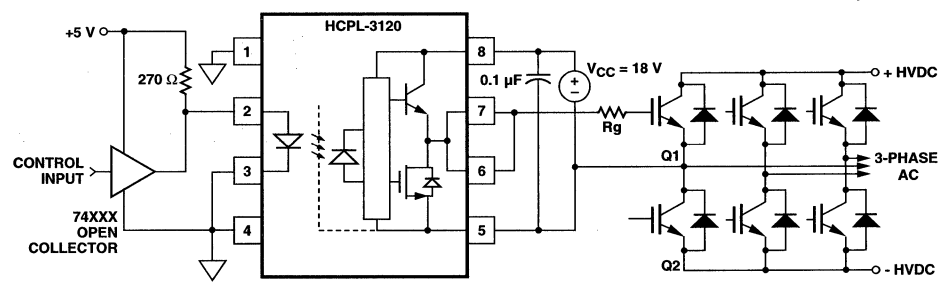 HCPL-3120
+5 V
270 Ω
1
2
3
4
8
7
6
5
0.1 µF
+
–
VCC = 18 V
Rg
+ HVDC
Q1
3-PHASE
AC
CONTROL
INPUT
74XXX
OPEN
COLLECTOR
Q2
- HVDC